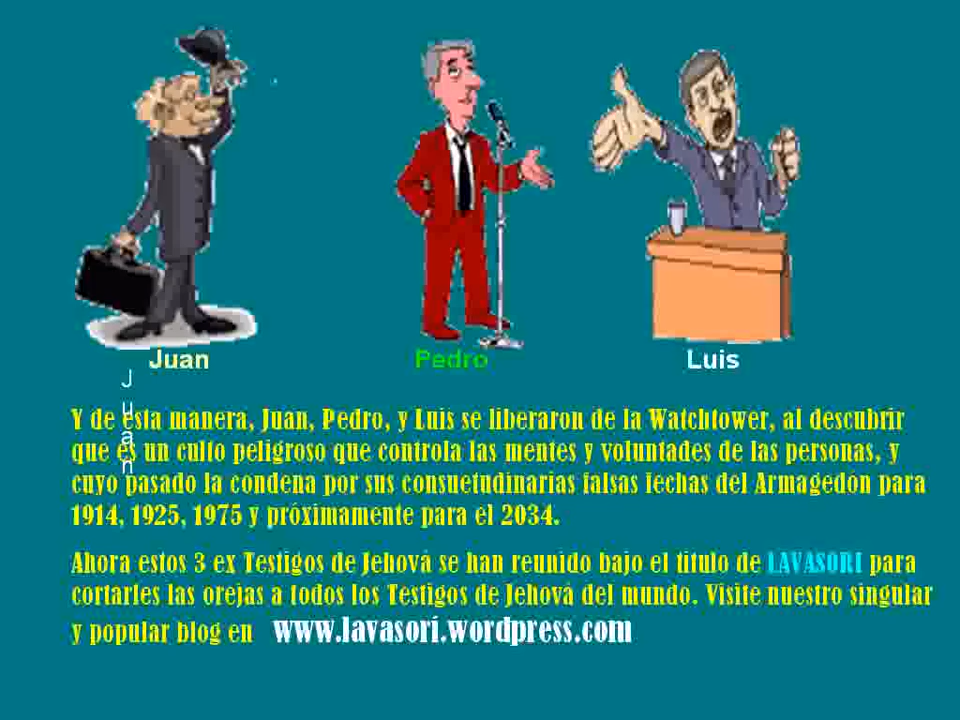 Juan
Pedro
Luis
Juan
Y de esta manera, Juan, Pedro, y Luis se liberaron de la Watchtower, al descubrir
que es un culto peligroso que controla las mentes y voluntades de las personas, y
cuyo pasado la condena por sus consuetudinarias falsas fechas del Armagedón para
1914, 1925, 1975 y próximamente para el 2034.
Ahora estos 3 ex Testigos de Jehová se han reunido bajo el titulo de LAVASORI para
cortarles las orejas a todos los Testigos de Jehová del mundo. Visite nuestro singular
y popular blog en www.lavasori.wordpress.com